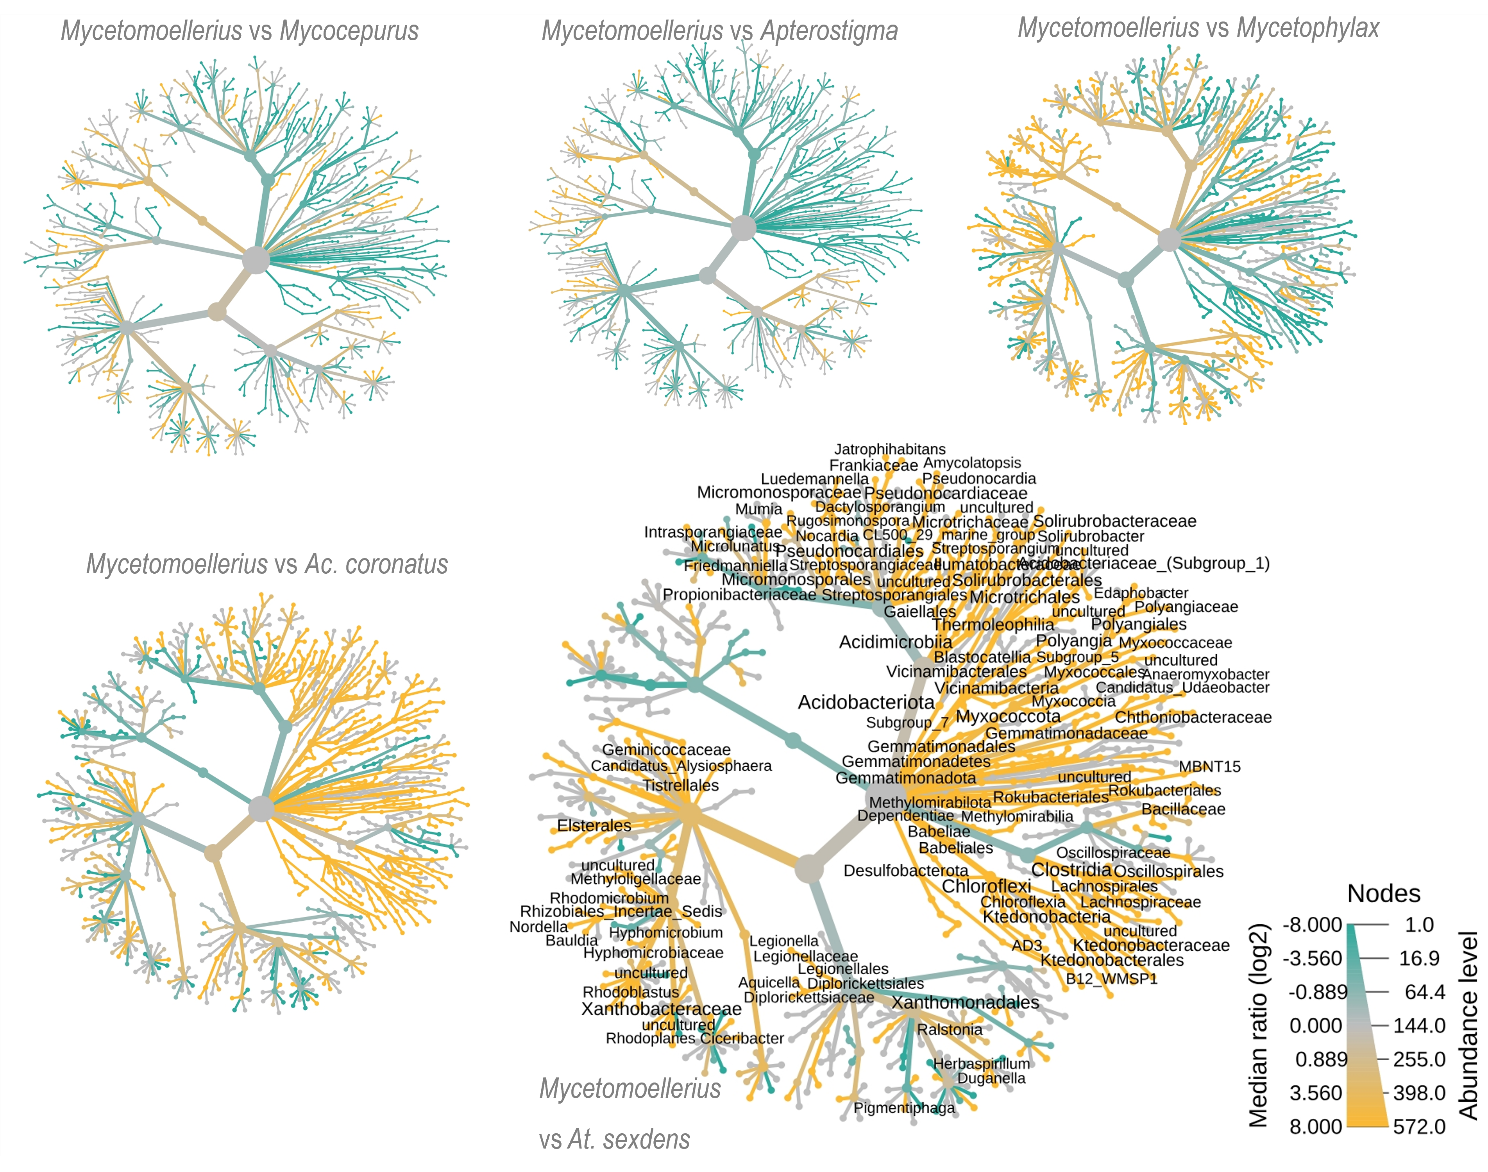 Mycetomoellerius vs Mycocepurus
Mycetomoellerius vs Apterostigma
Mycetomoellerius vs Mycetophylax
Mycetomoellerius vs Ac. coronatus
Jatrophihabitans
Frankiaceae
Amycolatopsis
Luedemannella
Pseudonocardia
Micromonosporaceae
Pseudonocardiaceae
Mumia
Dactylosporangium
uncultured
Rugosimonospora
Microtrichaceae
Solirubrobacteraceae
Intrasporangiaceae
Nocardia
CL500_29_marine_group
Solirubrobacter
Microlunatus
Pseudonocardiales
Streptosporangium
uncultured
Friedmanniella
Streptosporangiaceae
Ilumatobacteraceae
Acidobacteriaceae_(Subgroup_1)
Micromonosporales
uncultured
Solirubrobacterales
Propionibacteriaceae
Streptosporangiales
Microtrichales
Edaphobacter
Gaiellales
uncultured
Polyangiaceae
Thermoleophilia
Polyangiales
Acidimicrobiia
Polyangia
Myxococcaceae
Blastocatellia
Subgroup_5
uncultured
Vicinamibacterales
Myxococcales
Anaeromyxobacter
Vicinamibacteria
Candidatus_Udaeobacter
Acidobacteriota
Myxococcia
Subgroup_7
Myxococcota
Chthoniobacteraceae
Gemmatimonadaceae
Gemmatimonadales
Geminicoccaceae
Gemmatimonadetes
Candidatus_Alysiosphaera
MBNT15
Gemmatimonadota
uncultured
Tistrellales
Rokubacteriales
Rokubacteriales
Methylomirabilota
Bacillaceae
Dependentiae
Methylomirabilia
Elsterales
Babeliae
Babeliales
Oscillospiraceae
uncultured
Desulfobacterota
Clostridia
Oscillospirales
Methyloligellaceae
Chloroflexi
Lachnospirales
Rhodomicrobium
Chloroflexia
Lachnospiraceae
Rhizobiales_Incertae_Sedis
Ktedonobacteria
Nordella
Hyphomicrobium
uncultured
Bauldia
Legionella
AD3
Ktedonobacteraceae
Hyphomicrobiaceae
Legionellaceae
Ktedonobacterales
uncultured
Legionellales
B12_WMSP1
Aquicella
Diplorickettsiales
Rhodoblastus
Diplorickettsiaceae
Xanthomonadales
Xanthobacteraceae
uncultured
Ralstonia
Rhodoplanes
Ciceribacter
Herbaspirillum
Duganella
Pigmentiphaga
Mycetomoellerius
vs At. sexdens
Nodes
Median ratio (log2)
Abundance level
-8.000 1.0
-3.560 16.9
-0.889 64.4
0.000 144.0
0.889 255.0
3.560 398.0
8.000 572.0